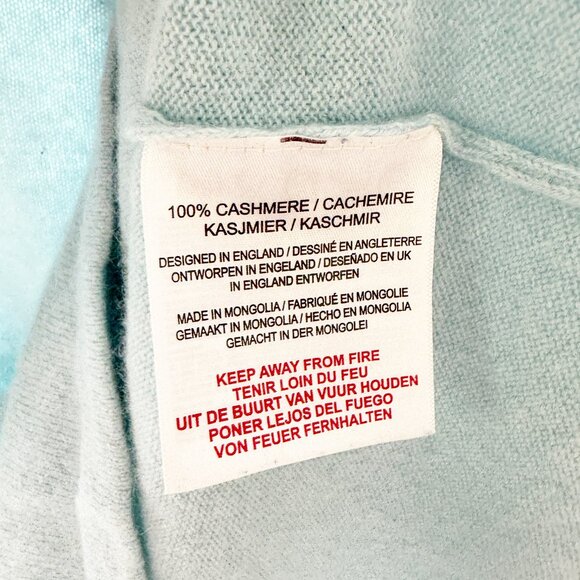 100% CASHMERE / CACHEMIRE
KASJMIER / KASCHMIR
DESIGNED IN ENGLAND / DESSINÉ EN ANGLETERRE
ONTWORPEN IN ENGELAND / DESEÑADO EN UK
IN ENGLAND ENTWORFEN
MADE IN MONGOLIA / FABRIQUÉ EN MONGOLIE
GEMAAKT IN MONGOLIA / HECHO EN MONGOLIA
GEMACHT IN DER MONGOLEI
KEEP AWAY FROM FIRE
TENIR LOIN DU FEU
UIT DE BUURT VAN VUUR HOUDEN
PONER LEJOS DEL FUEGO
VON FEUER FERNHALTEN